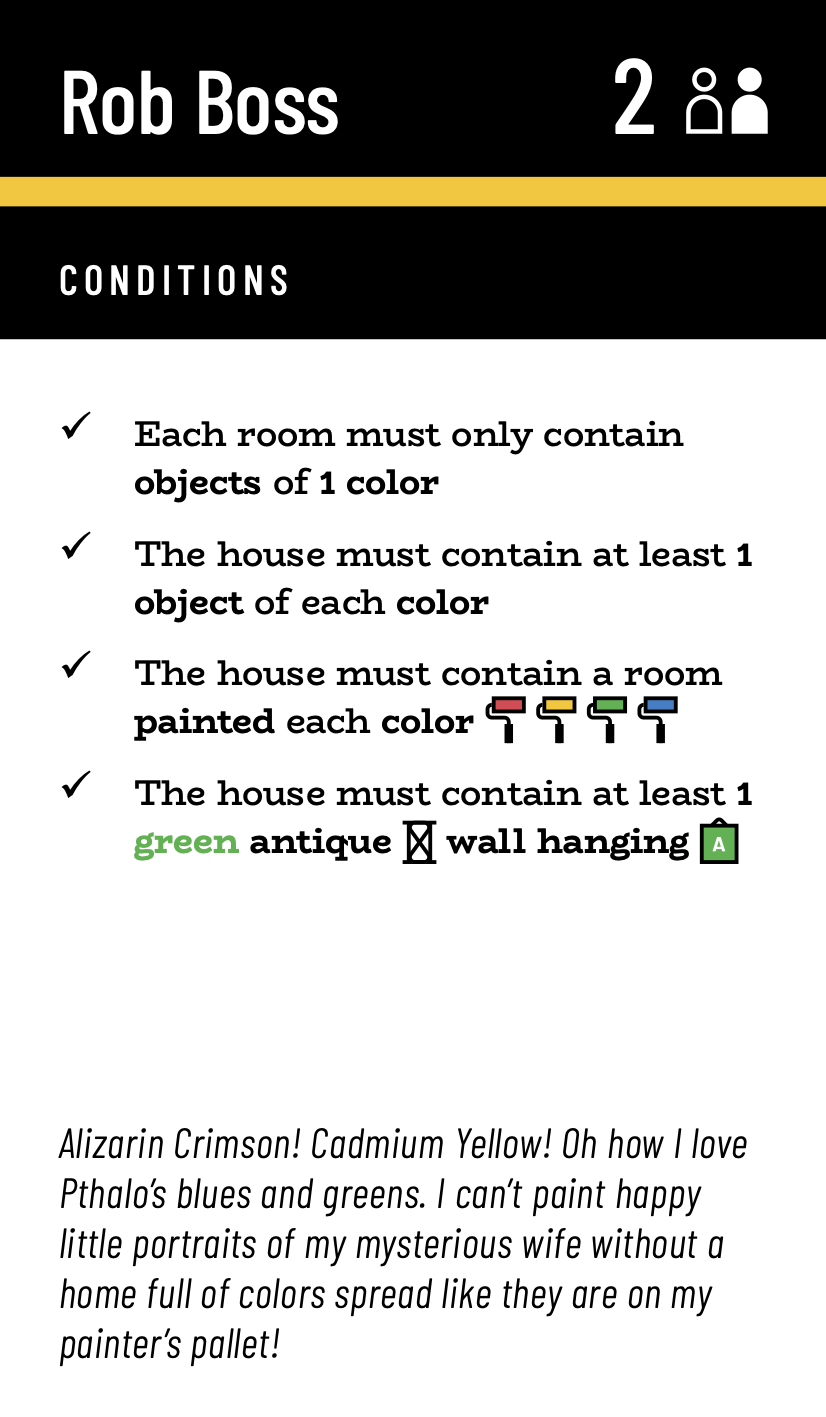 Rob Boss 2
CONDITIONS
✓ Each room must only contain
objects of 1 color
✓ The house must contain at least 1
object of each color
✓ The house must contain a room
painted each color
✓ The house must contain at least 1
green antique wall hanging A
Alizarin Crimson! Cadmium Yellow! Oh how I love
Pthalo’s blues and greens. I can’t paint happy
little portraits of my mysterious wife without a
home full of colors spread like they are on my
painter’s pallet!